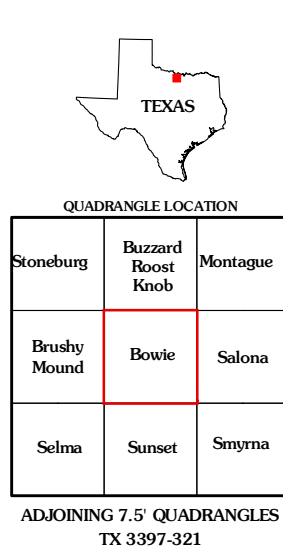 TEXAS
QUADRANGLE LOCATION
Stoneburg
Buzzard
Roost
Knob
Montague
Brushy
Mound
Bowie
Salona
Selma
Sunset
Smyrna
ADJOINING 7.5' QUADRANGLES
TX 3397-321